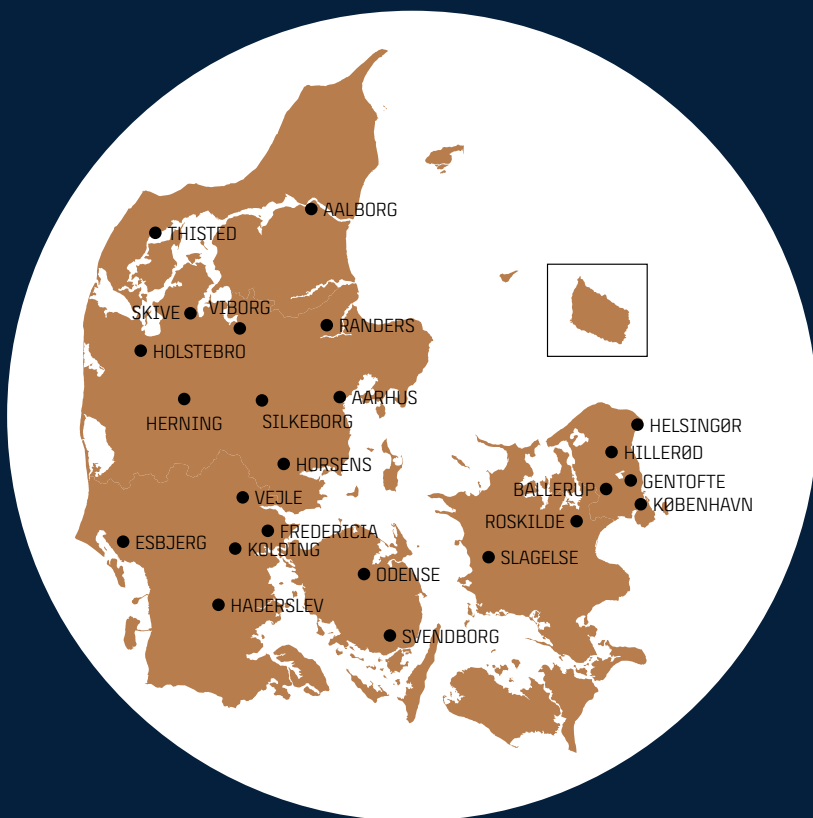 AALBORG
THISTED
SKIVE
VIBORG
RANDERS
HOLSTEBRO
AARHUS
HERNING
SILKEBORG
HELSINGØR
HILLERØD
HORSENS
GENTOFTE
BALLERUP
VEJLE
KØBENHAVN
ROSKILDE
FREDERICIA
ESBJERG
KOLDING
SLAGELSE
ODENSE
HADERSLEV
SVENDBORG